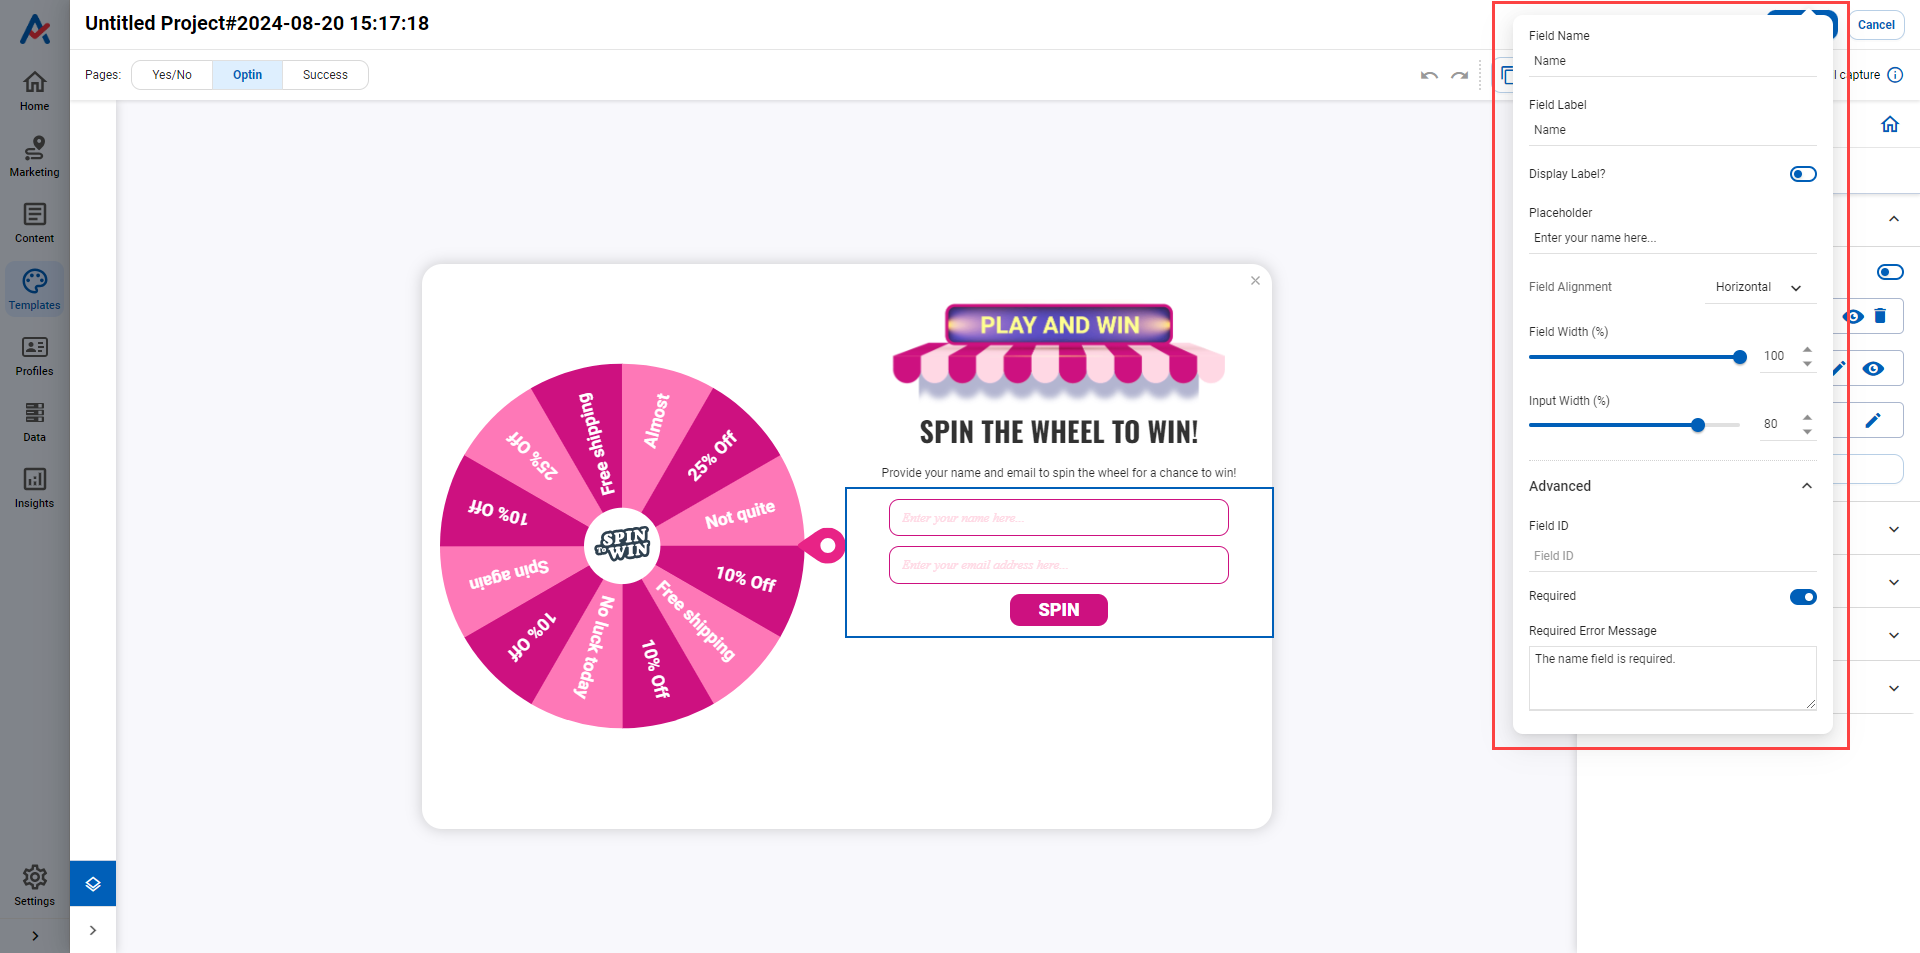 Untitled Project#2024-08-20 15:17:18
Cancel
Pages:
Yes/No
Optin
Success
l capture
Home
Marketing
Content
Templates
Profiles
Data
Insights
Settings
PLAY AND WIN
SPIN THE WHEEL TO WIN!
Provide your name and email to spin the wheel for a chance to win!
Enter your name here...
Enter your email address here...
SPIN
Almost
25% Off
Not quite
10% Off
Free shipping
10% Off
No luck today
10% Off
Spin again
10% Off
25% Off
Free shipping
SPIN
TO
WIN
Field Name
Name
Field Label
Name
Display Label?
Placeholder
Enter your name here...
Field Alignment
Horizontal
Field Width (%)
100
Input Width (%)
80
Advanced
Field ID
Field ID
Required
Required Error Message
The name field is required.